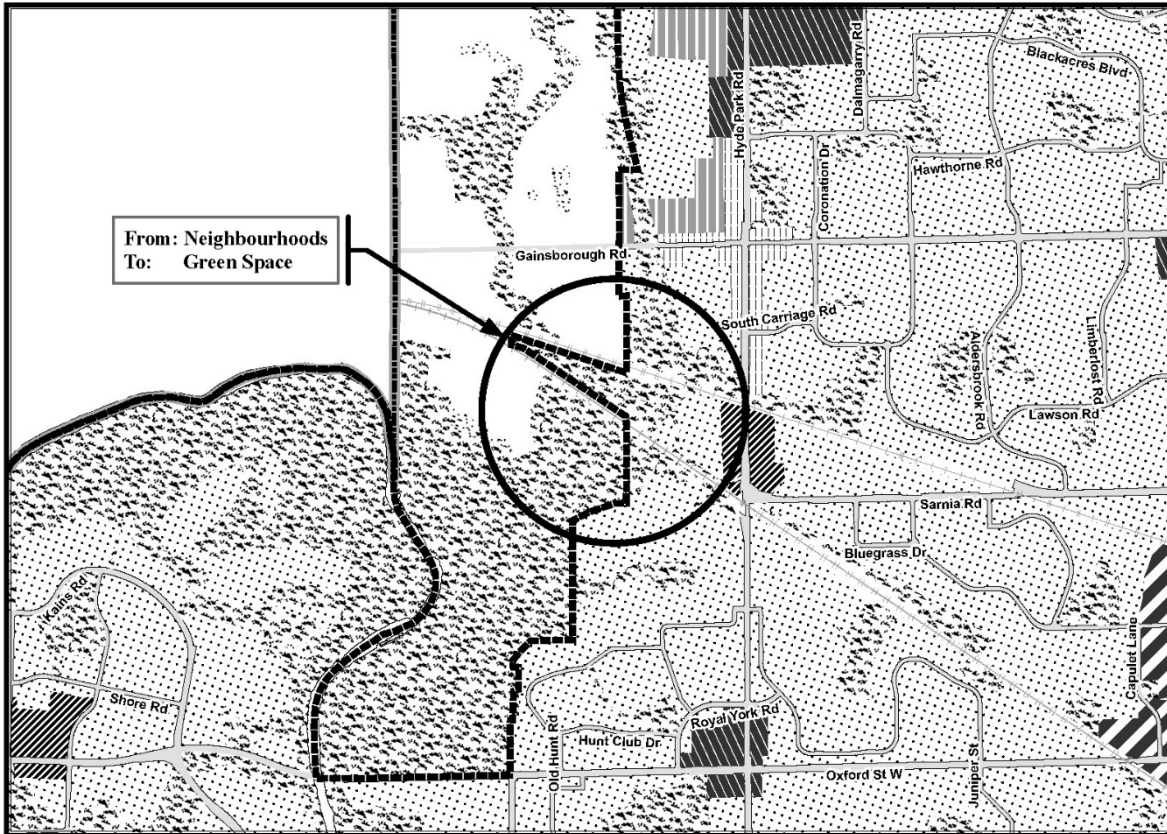 Dalmagarry Rd
Blackacres Blvd
Hyde Park Rd
Hawthorne Rd
Coronation Dr
From: Neighbourhoods
To: Green Space
Gainsborough Rd
South Carriage Rd
Aldersbrook Rd
Limberlost Rd
Lawson Rd
Sarnia Rd
Bluegrass Dr
Kains Rd
Shore Rd
Capulet Lane
Royal York Rd
Old Hunt Rd
Hunt Club Dr
Oxford St W
Juniper St